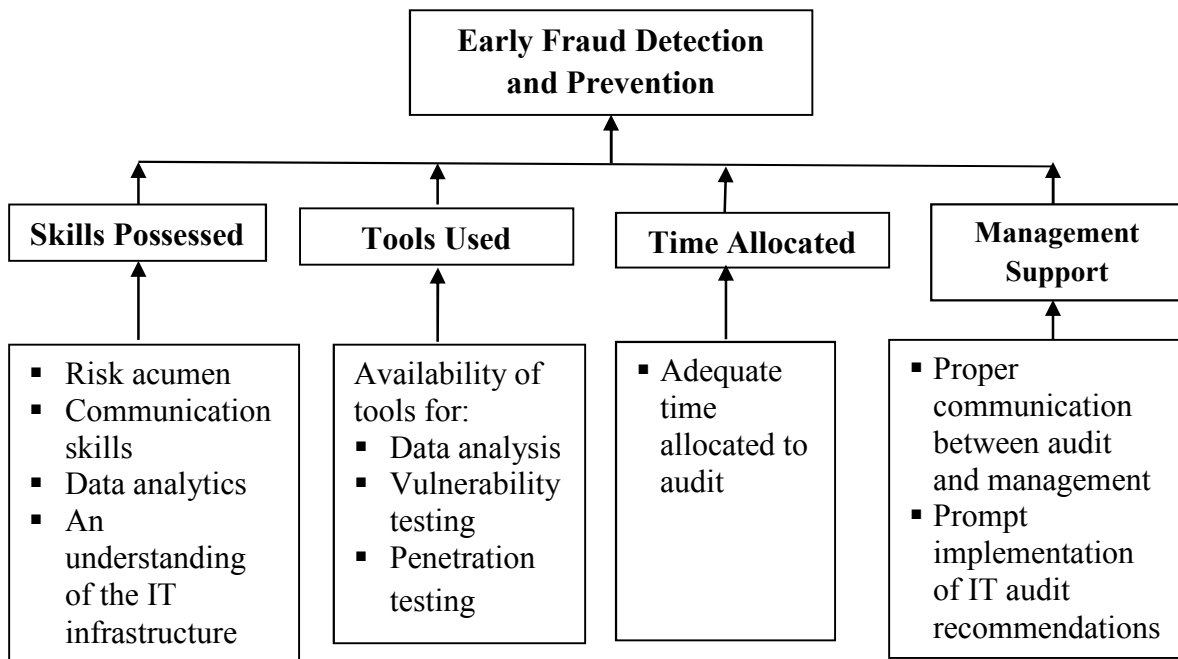 Early Fraud Detection
and Prevention
Skills Possessed
Tools Used
Time Allocated
Management
Support
▪ Risk acumen
▪ Communication
skills
▪ Data analytics
▪ An
understanding
of the IT
infrastructure
Availability of
tools for:
▪ Data analysis
▪ Vulnerability
testing
▪ Penetration
testing
▪ Adequate
time
allocated to
audit
▪ Proper
communication
between audit
and management
▪ Prompt
implementation
of IT audit
recommendations